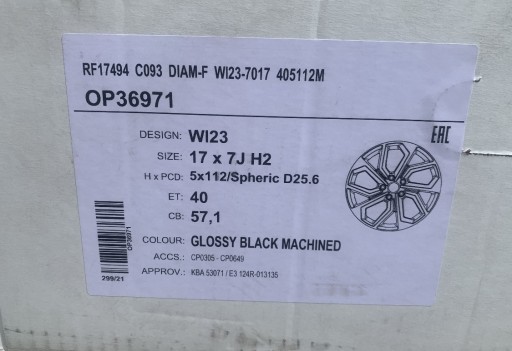 RF17494 C093 DIAM-F WI23-7017 405112M
OP36971
DESIGN: WI23
SIZE: 17 x 7J H2
H x PCD: 5x112/Spheric D25.6
ET: 40
CB: 57,1
COLOUR: GLOSSY BLACK MACHINED
ACCS.: CP0305 - CP0649
APPROV.: KBA 53071 / E3 124R-013135
EAC
OP36971
299/21